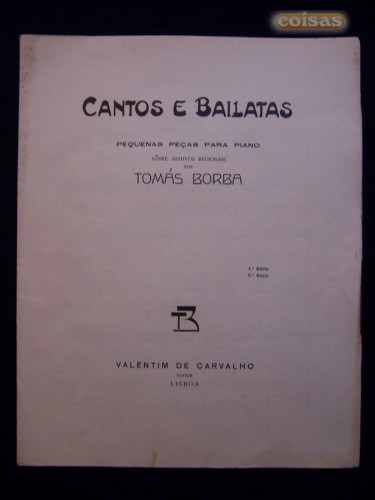 coisas
CANTOS E BAILATAS
PEQUENAS PEÇAS PARA PIANO
SÔBRE MOTIVOS REGIONAIS
POR
TOMÁS BORBA
1.ª Série
2.ª Série
TB
VALENTIM DE CARVALHO
EDITOR
LISBOA